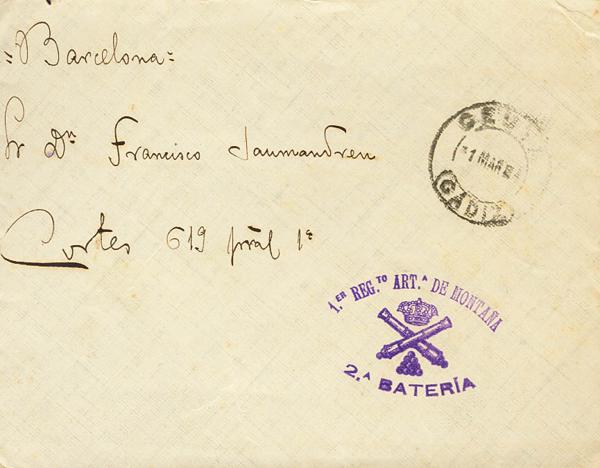 =Barcelona=
Sr Dn Francisco Jaumandreu
Cortes 619 pral 1ª
CEUTA
1 MAR
CADIZ
1.ER REG.TO ART.A DE MONTAÑA
2.A BATERÍA